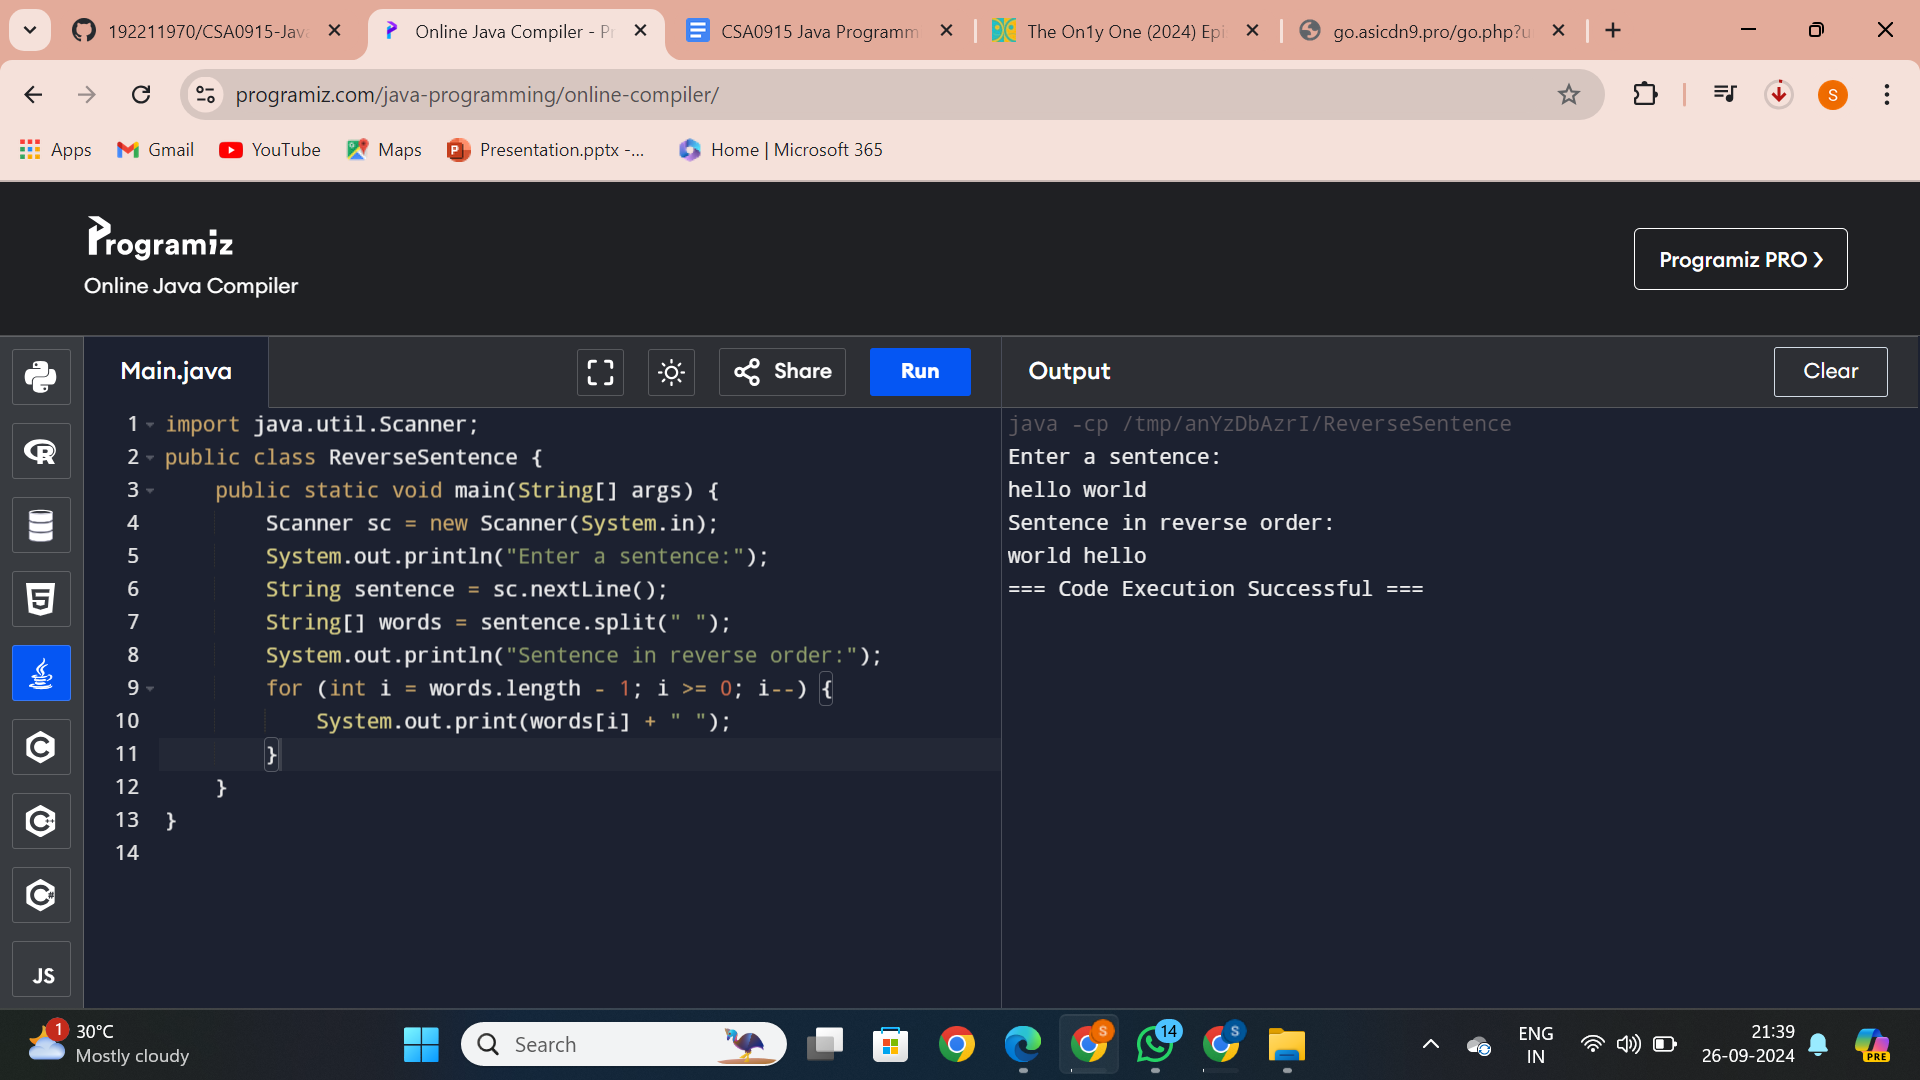 192211970/CSA0915-Java
Online Java Compiler - Pr
CSA0915 Java Programm
The On1y One (2024) Epi
go.asicdn9.pro/go.php?u
programiz.com/java-programming/online-compiler/
S
Apps
Gmail
YouTube
Maps
Presentation.pptx -...
Home | Microsoft 365
Programiz
Online Java Compiler
Programiz PRO ❯
Main.java
Share
Run
Output
Clear
1 import java.util.Scanner;
2 public class ReverseSentence {
3     public static void main(String[] args) {
4         Scanner sc = new Scanner(System.in);
5         System.out.println("Enter a sentence:");
6         String sentence = sc.nextLine();
7         String[] words = sentence.split(" ");
8         System.out.println("Sentence in reverse order:");
9         for (int i = words.length - 1; i >= 0; i--) {
10             System.out.print(words[i] + " ");
11         }
12     }
13 }
14
java -cp /tmp/anYzDbAzrI/ReverseSentence
Enter a sentence:
hello world
Sentence in reverse order:
world hello
=== Code Execution Successful ===
R
5
C
C
C#
JS
1
30°C
Mostly cloudy
Search
S
14
S
ENG
IN
21:39
26-09-2024
PRE